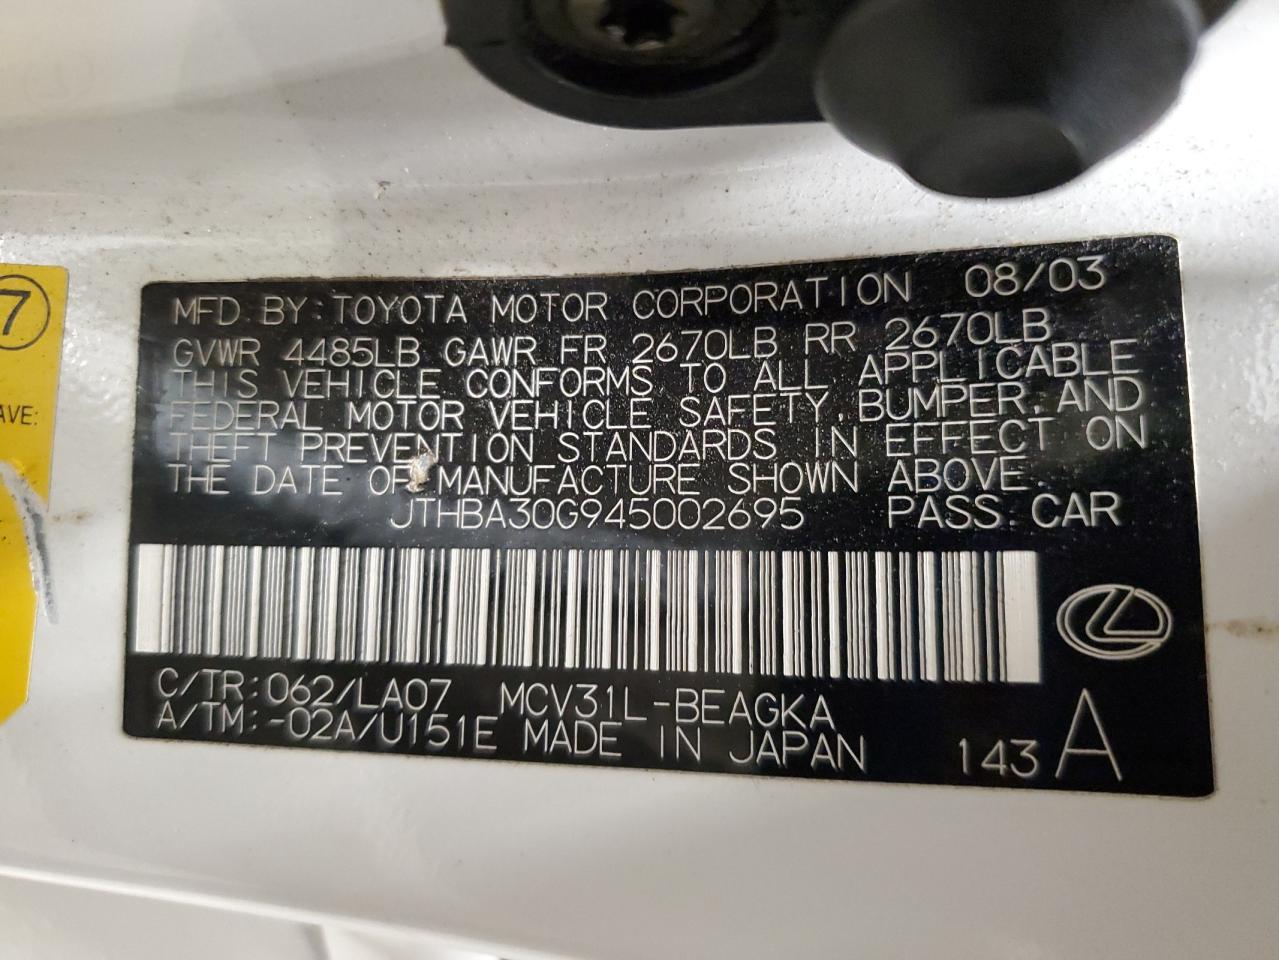 7
AVE:
MFD BY: TOYOTA MOTOR CORPORATION 08/03
GVWR 4485LB GAWR FR 2670LB RR 2670LB
THIS VEHICLE CONFORMS TO ALL APPLICABLE
FEDERAL MOTOR VEHICLE SAFETY, BUMPER, AND
THEFT PREVENTION STANDARDS IN EFFECT ON
THE DATE OF MANUFACTURE SHOWN ABOVE.
JTHBA30G945002695 PASS. CAR
C/TR: 062/LA07 MCV31L-BEAGKA
A/TM: -02A/U151E MADE IN JAPAN 143 A